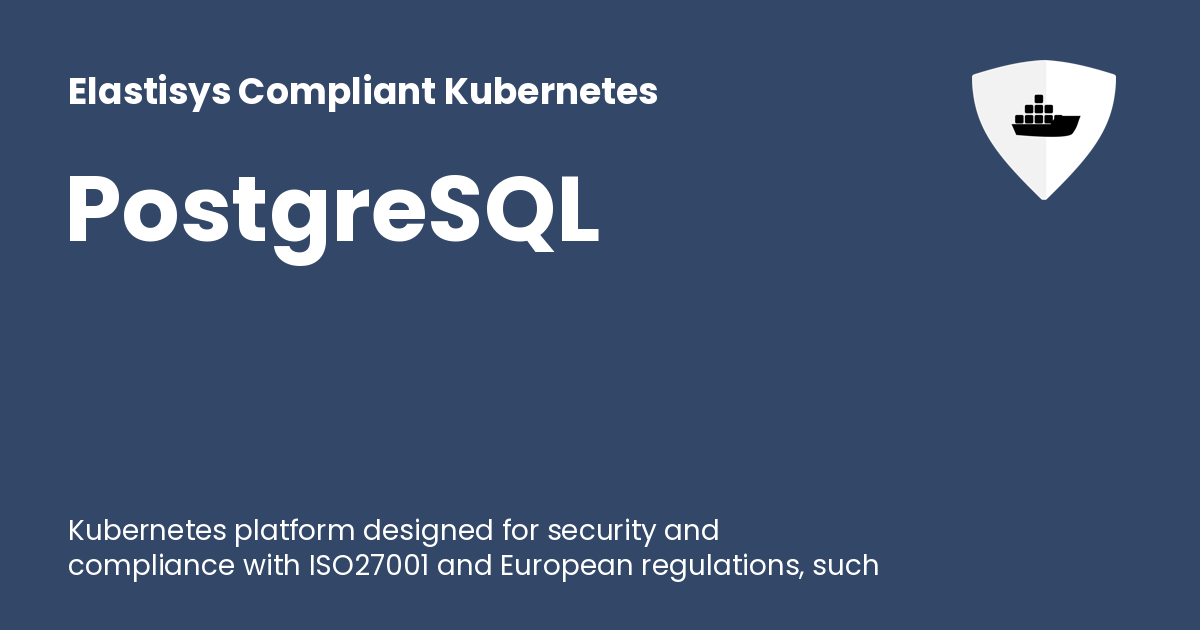 Elastisys Compliant Kubernetes
PostgreSQL
Kubernetes platform designed for security and
compliance with ISO27001 and European regulations, such